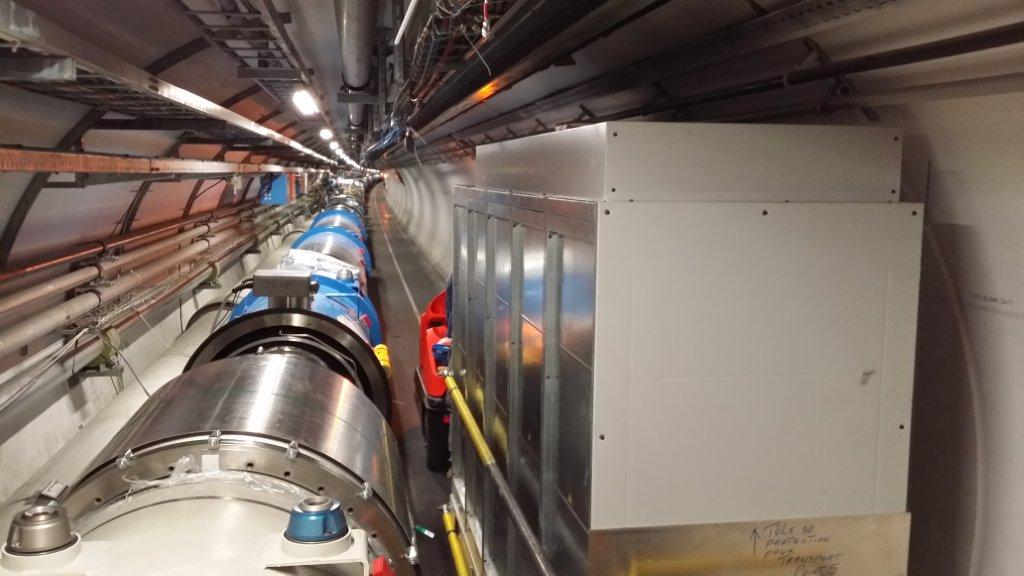 ↑ TÔLE DE
PROTECTION
POUR
TRANSPORT